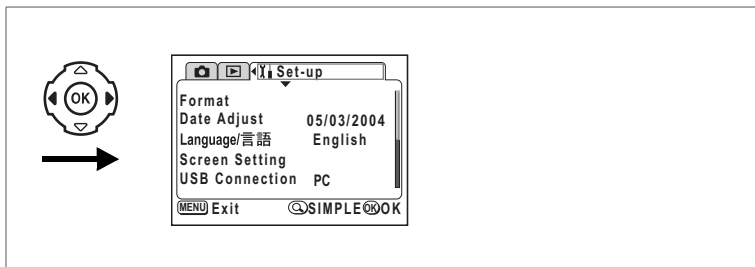 OK
Set-up
Format
Date Adjust 05/03/2004
Language/言語 English
Screen Setting
USB Connection PC
MENU Exit SIMPLE OK OK